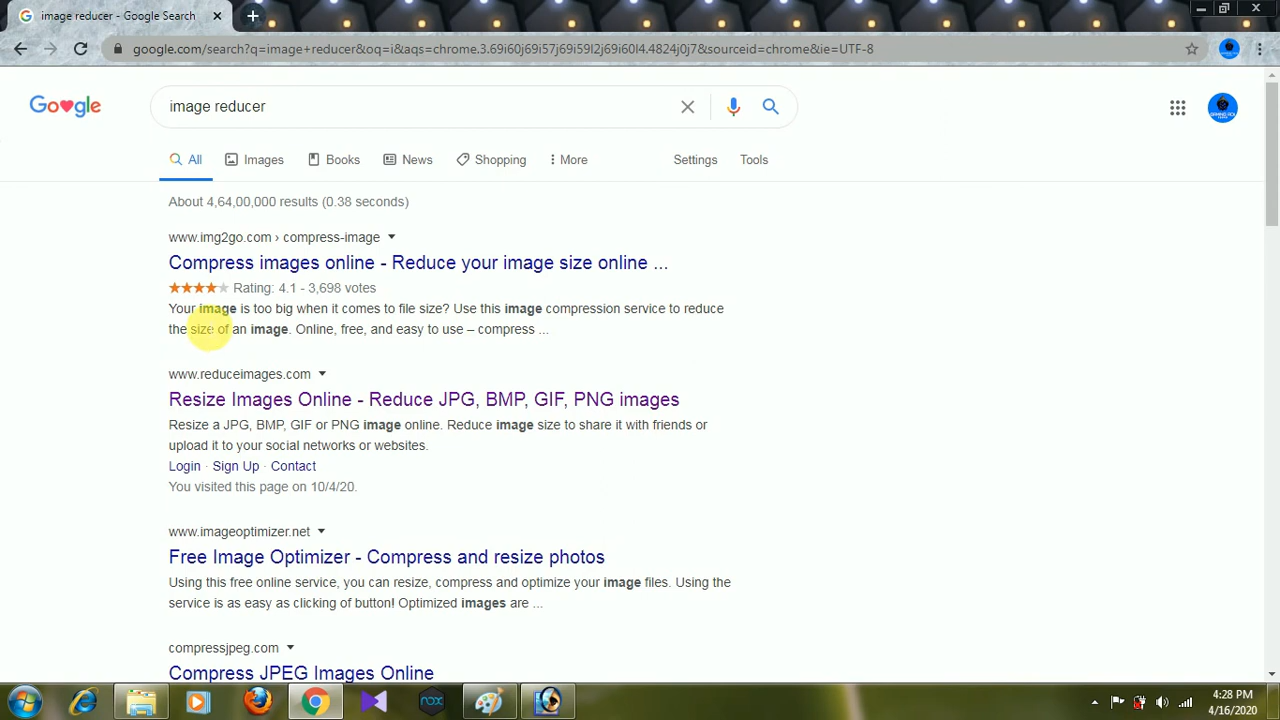 image reducer - Google Search
google.com/search?q=image+reducer&oq=i&aqs=chrome.3.69i60j69i57j69i59l2j69i60l4.4824j0j7&sourceid=chrome&ie=UTF-8
image reducer
All Images Books News Shopping More Settings Tools
About 4,64,00,000 results (0.38 seconds)
www.img2go.com › compress-image
Compress images online - Reduce your image size online ...
Rating: 4.1 - 3,698 votes
Your image is too big when it comes to file size? Use this image compression service to reduce
the size of an image. Online, free, and easy to use – compress ...
www.reduceimages.com
Resize Images Online - Reduce JPG, BMP, GIF, PNG images
Resize a JPG, BMP, GIF or PNG image online. Reduce image size to share it with friends or
upload it to your social networks or websites.
Login · Sign Up · Contact
You visited this page on 10/4/20.
www.imageoptimizer.net
Free Image Optimizer - Compress and resize photos
Using this free online service, you can resize, compress and optimize your image files. Using the
service is as easy as clicking of button! Optimized images are ...
compressjpeg.com
Compress JPEG Images Online
nox
4:28 PM
4/16/2020